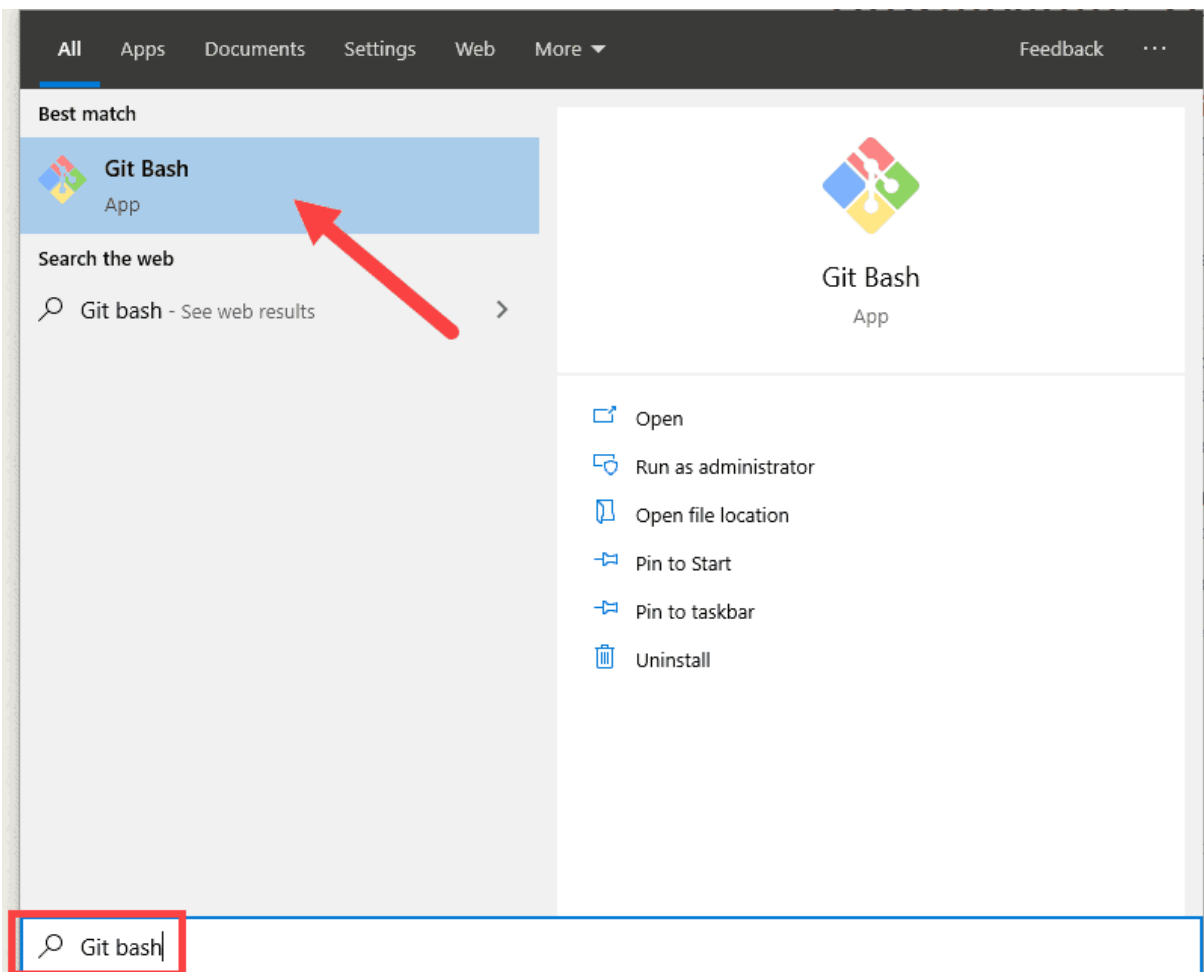 All Apps Documents Settings Web More Feedback ...
Best match
Git Bash
App
Search the web
Git bash - See web results
Git Bash
App
Open
Run as administrator
Open file location
Pin to Start
Pin to taskbar
Uninstall
Git bash